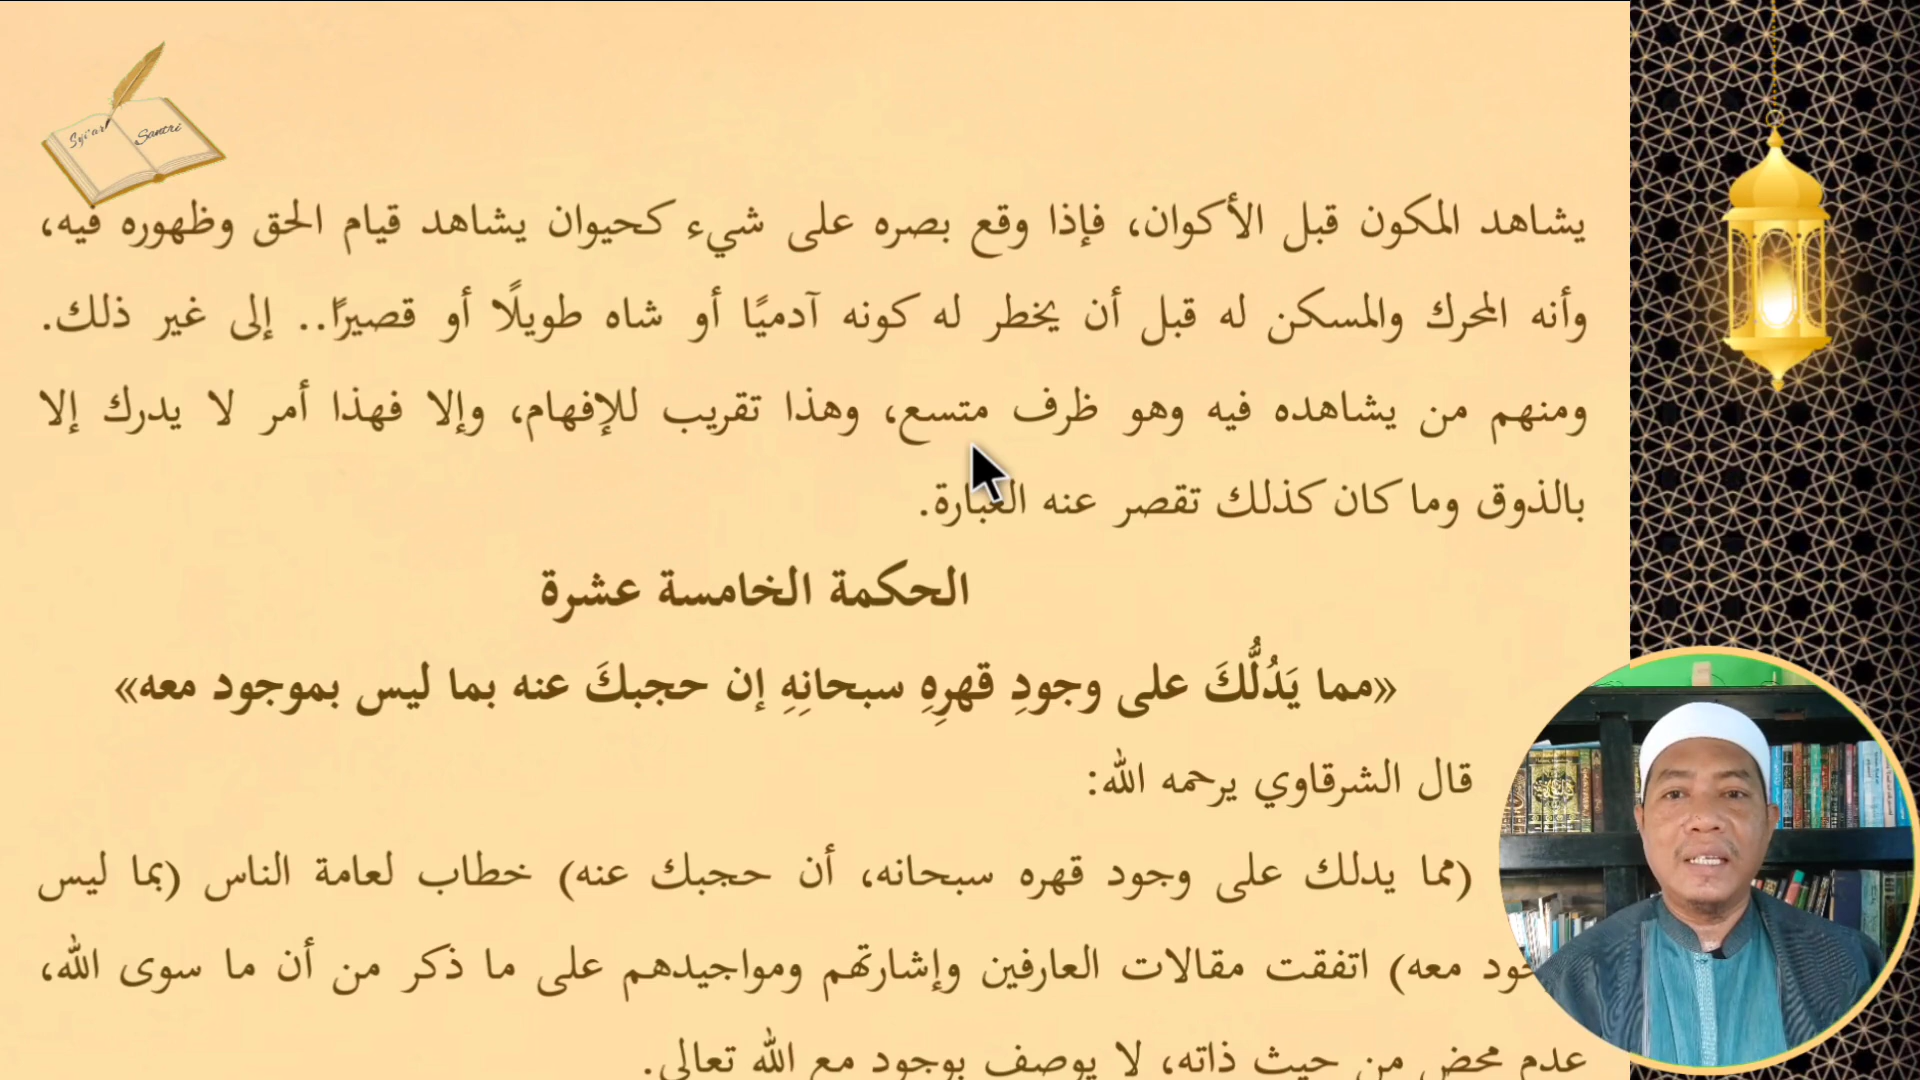 Syi'ar Santri
يشاهد المكون قبل الأكوان، فإذا وقع بصره على شيء كحيوان يشاهد قيام الحق وظهوره فيه،
وأنه المحرك والمسكن له قبل أن يخطر له كونه آدميًا أو شاه طويلًا أو قصيرًا.. إلى غير ذلك.
ومنهم من يشاهده فيه وهو ظرف متسع، وهذا تقريب للإفهام، وإلا فهذا أمر لا يدرك إلا
بالذوق وما كان كذلك تقصر عنه العبارة.
الحكمة الخامسة عشرة
«مما يَدُلُّكَ على وجودِ قهرِهِ سبحانِهِ إن حجبكَ عنه بما ليس بموجود معه»
قال الشرقاوي يرحمه الله:
(مما يدلك على وجود قهره سبحانه، أن حجبك عنه) خطاب لعامة الناس (بما ليس
معه) اتفقت مقالات العارفين وإشارتهم ومواجيدهم على ما ذكر من أن ما سوى الله،
عدم محض من حيث ذاته، لا يوصف بوجود مع الله تعالى.